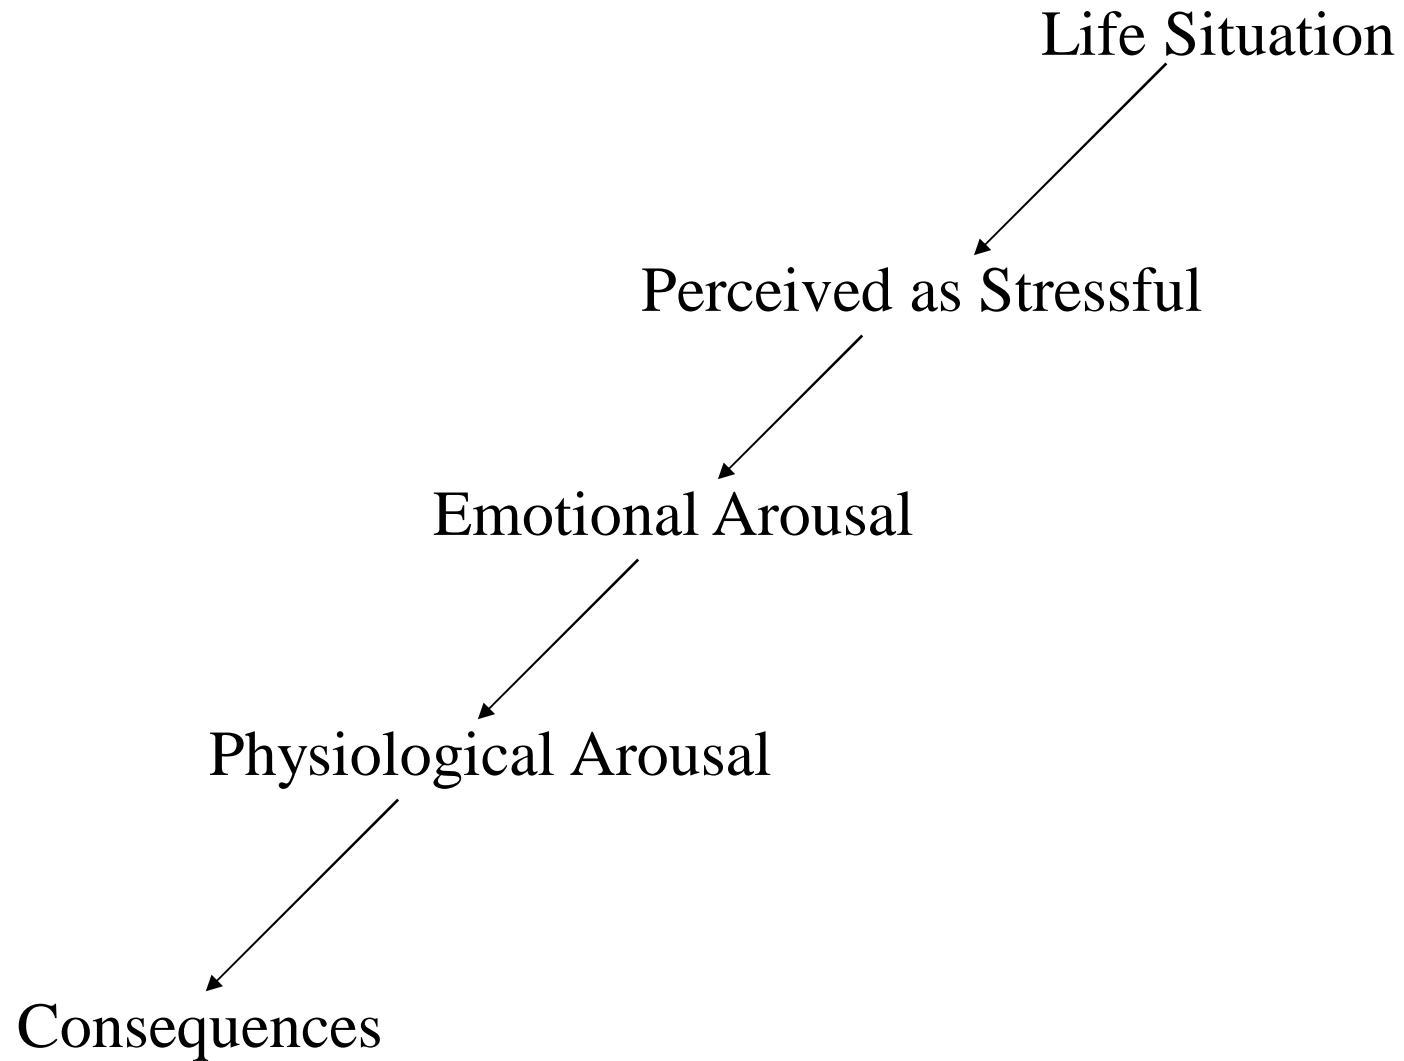 Life Situation
Perceived as Stressful
Emotional Arousal
Physiological Arousal
Consequences